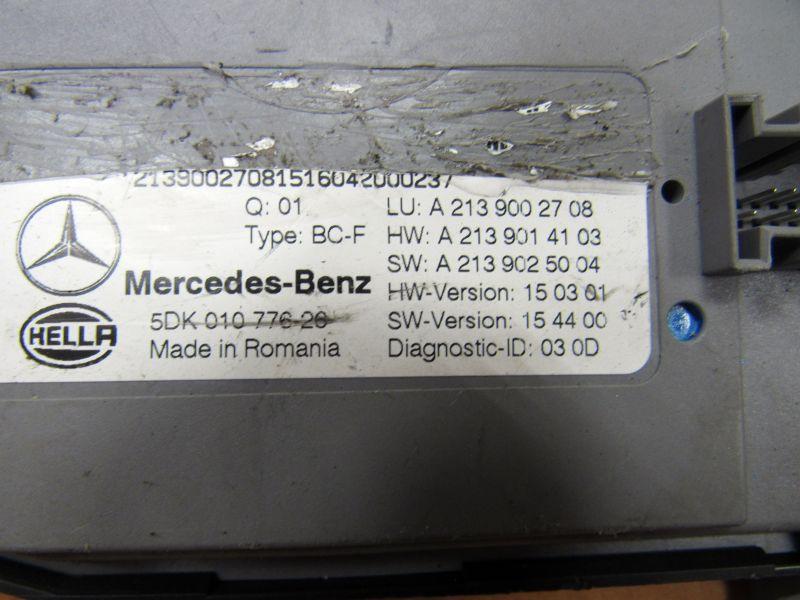 21390027081516042000237
Q: 01 LU: A 213 900 27 08
Type: BC-F HW: A 213 901 41 03
SW: A 213 902 50 04
Mercedes-Benz HW-Version: 15 03 01
HELLA 5DK 010 776-26 SW-Version: 15 44 00
Made in Romania Diagnostic-ID: 03 0D